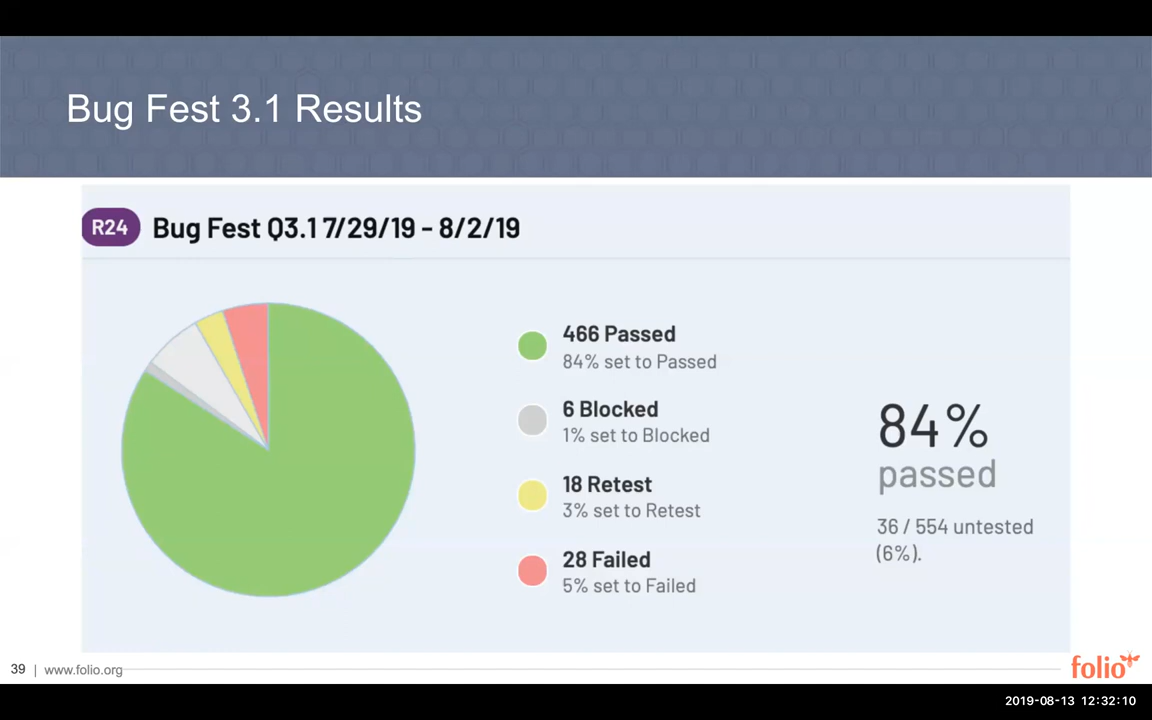 Bug Fest 3.1 Results
R24 Bug Fest Q3.1 7/29/19 - 8/2/19
466 Passed
84% set to Passed
6 Blocked
1% set to Blocked
18 Retest
3% set to Retest
28 Failed
5% set to Failed
84%
passed
36 / 554 untested
(6%).
39 | www.folio.org
folio
2019-08-13 12:32:10